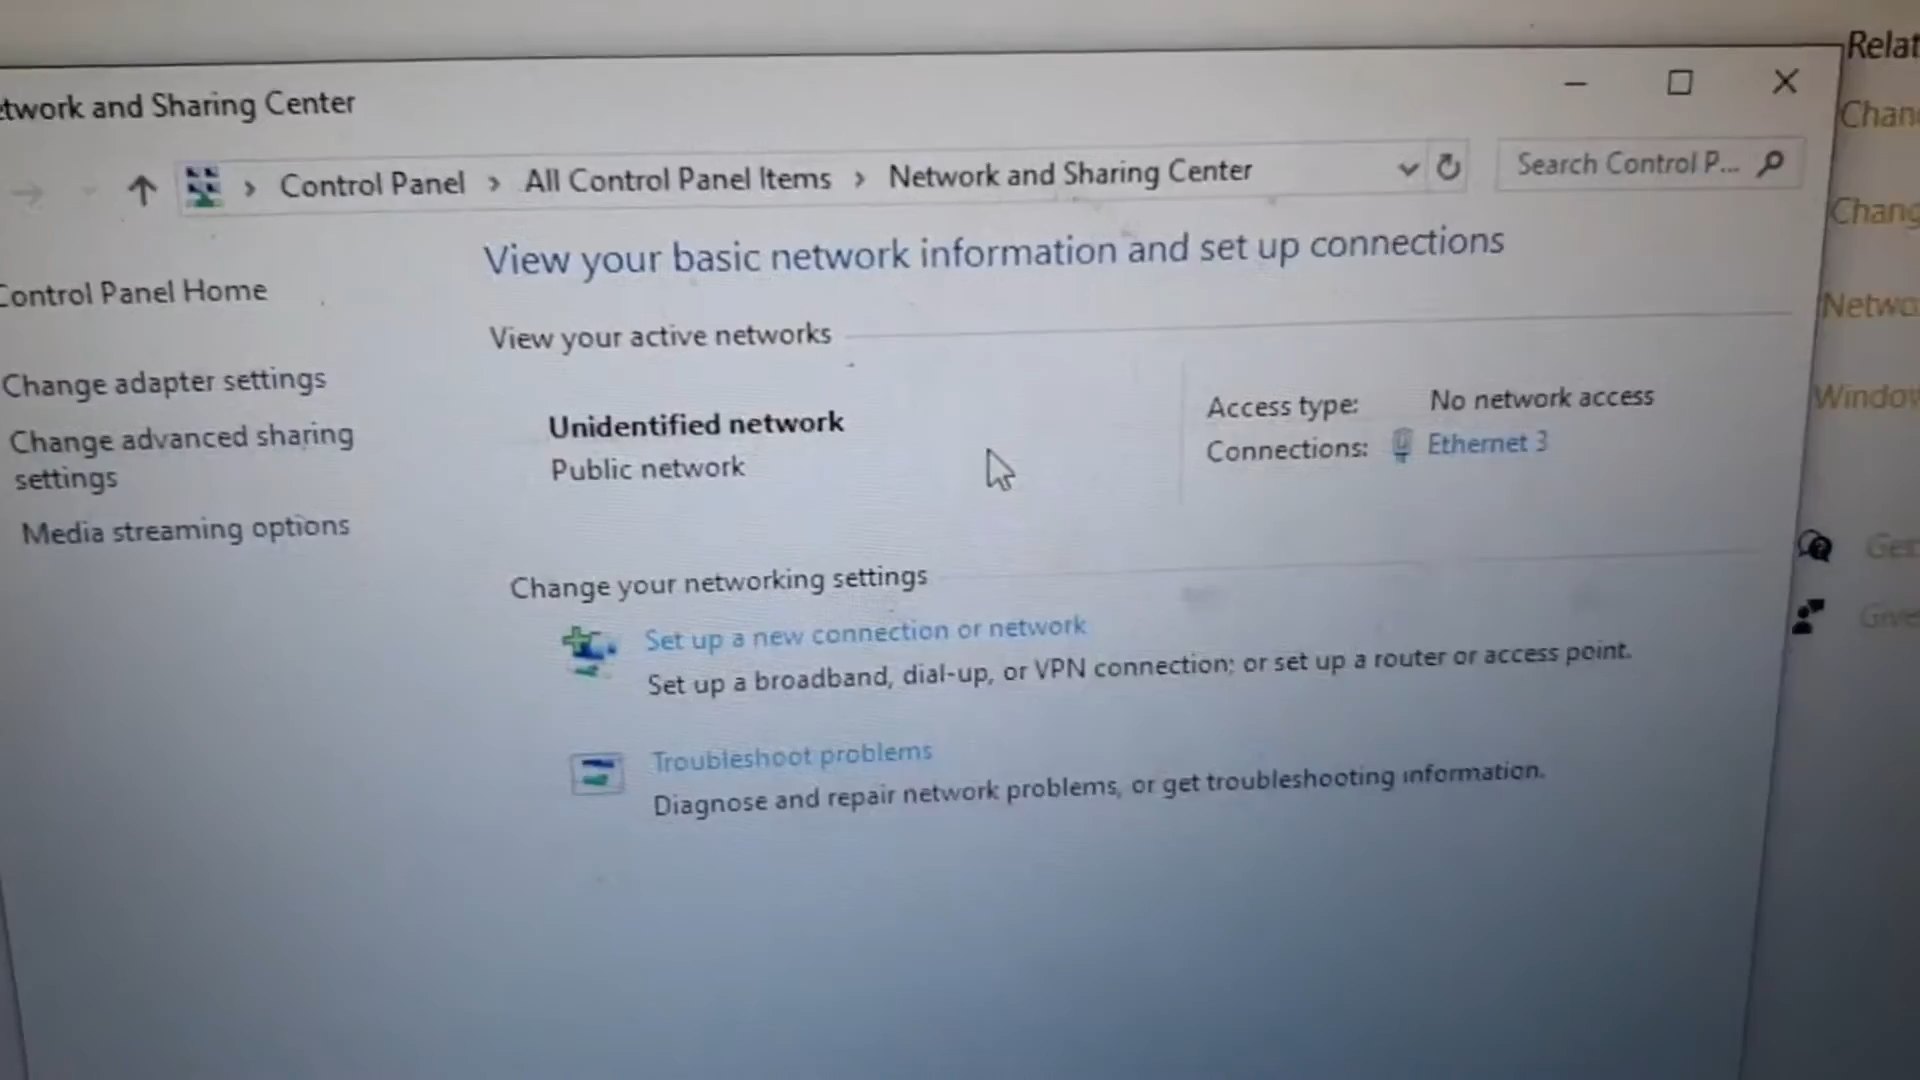 etwork and Sharing Center
Control Panel > All Control Panel Items > Network and Sharing Center
Search Control P...
Control Panel Home
Change adapter settings
Change advanced sharing
settings
Media streaming options
View your basic network information and set up connections
View your active networks
Unidentified network
Public network
Access type: No network access
Connections: Ethernet 3
Change your networking settings
Set up a new connection or network
Set up a broadband, dial-up, or VPN connection; or set up a router or access point.
Troubleshoot problems
Diagnose and repair network problems, or get troubleshooting information.
Relat
Chan
Chang
Netwo
Window
Get
Give